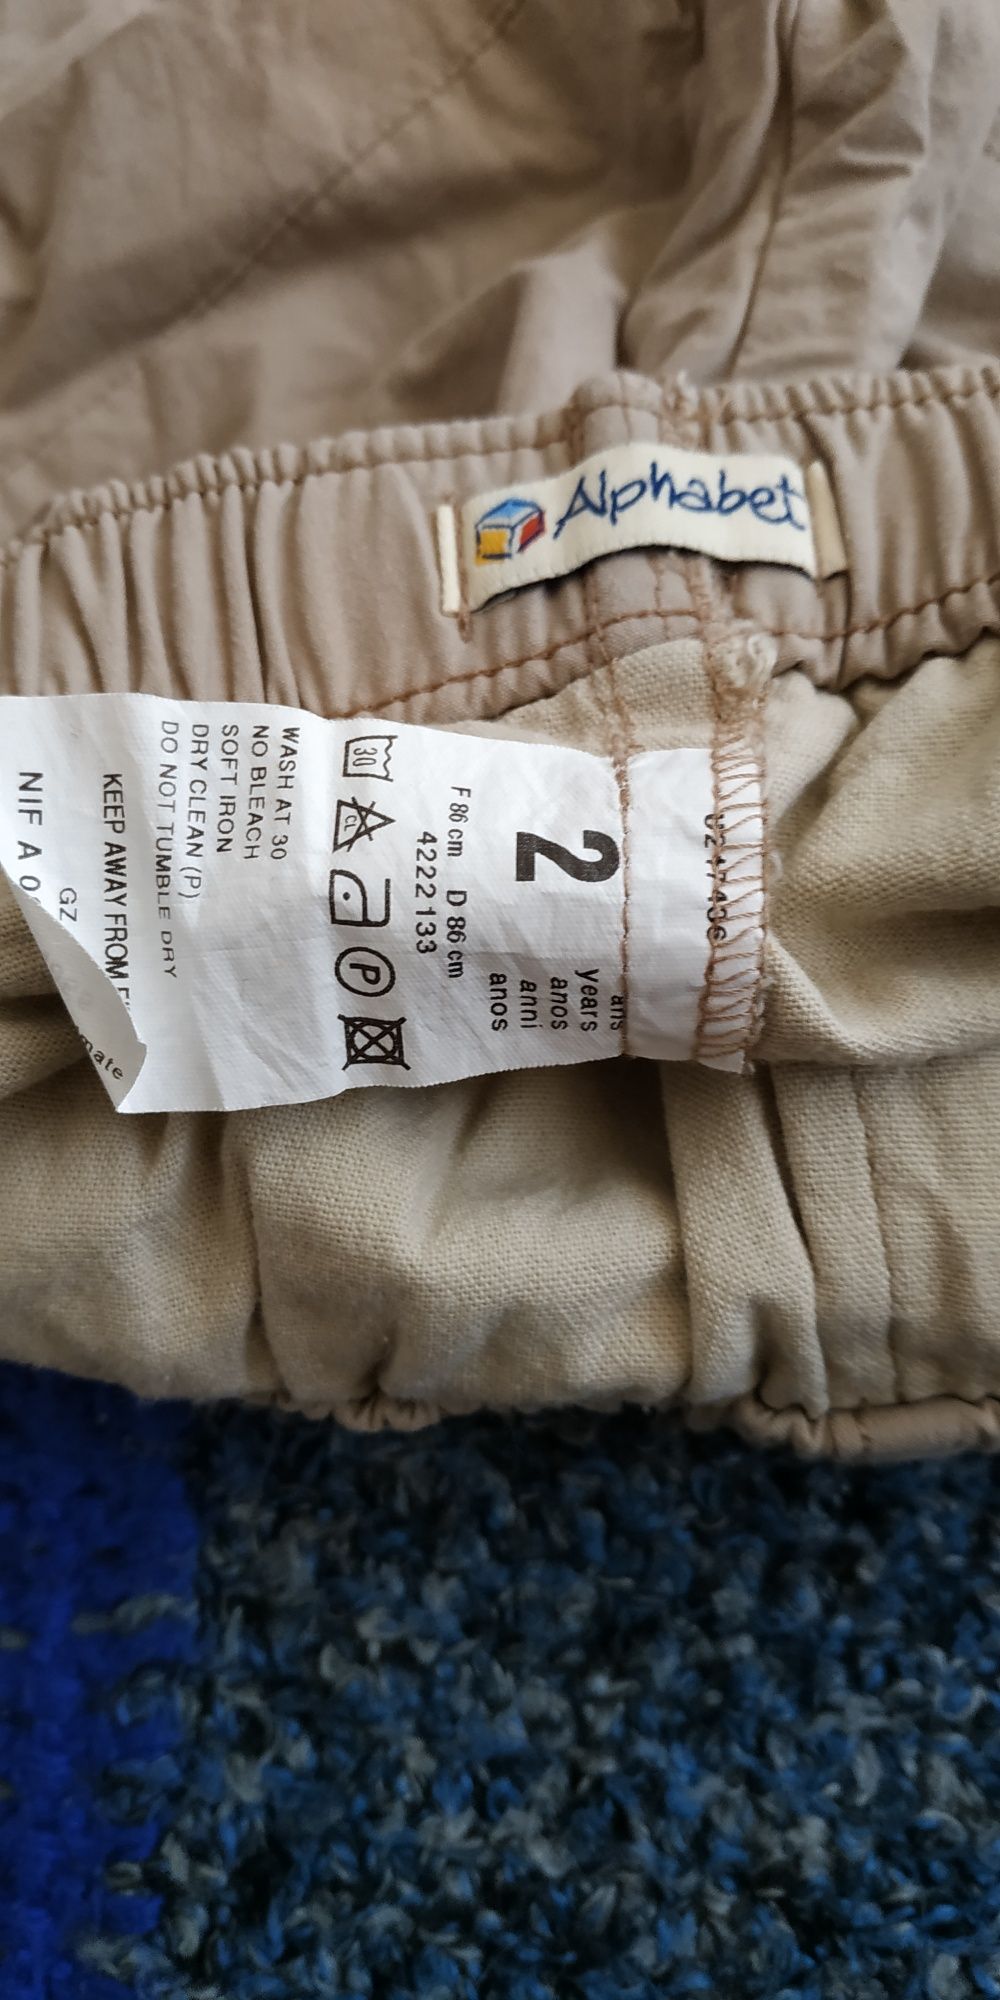 Alphabet
2
ans
years
anos
anni
anos
F 86 cm D 86 cm
4222 133
30
CL
P
WASH AT 30
NO BLEACH
SOFT IRON
DRY CLEAN (P)
DO NOT TUMBLE DRY
KEEP AWAY FROM
GZ
NIF A